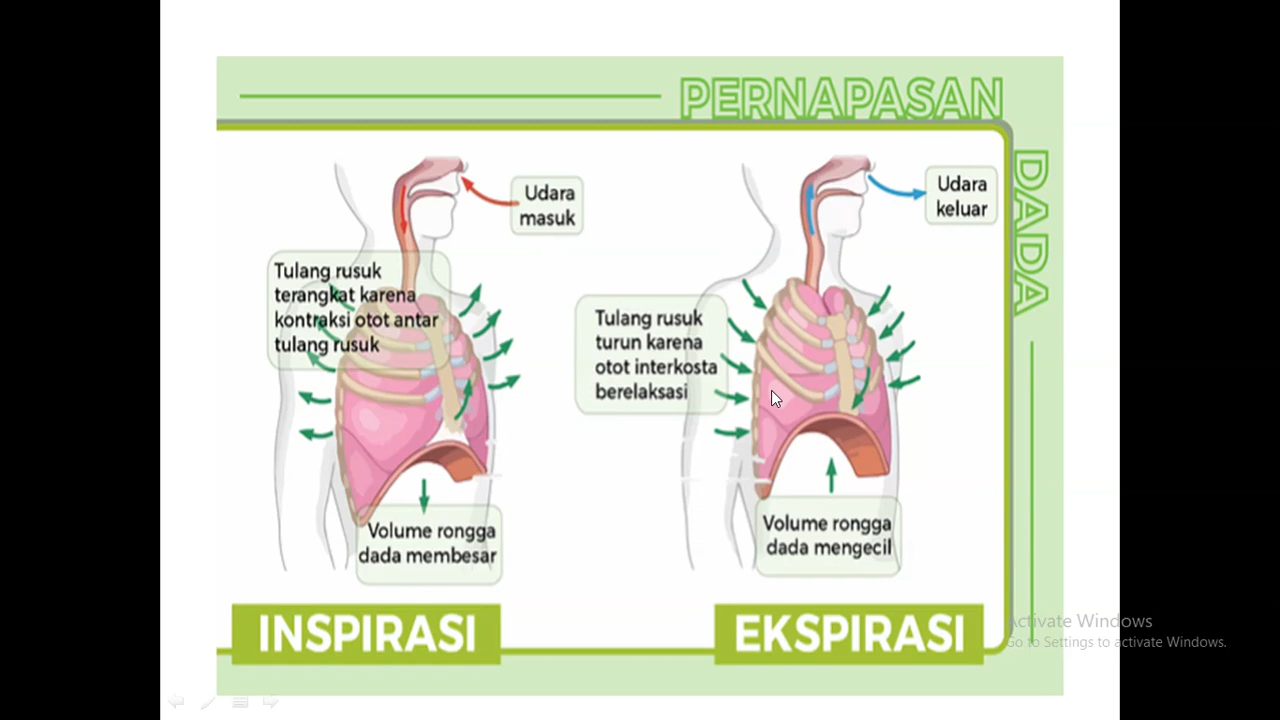 PERNAPASAN
DADA
Udara
masuk
Tulang rusuk
terangkat karena
kontraksi otot antar
tulang rusuk
Volume rongga
dada membesar
INSPIRASI
Udara
keluar
Tulang rusuk
turun karena
otot interkosta
berelaksasi
Volume rongga
dada mengecil
EKSPIRASI
Activate Windows
Go to Settings to activate Windows.